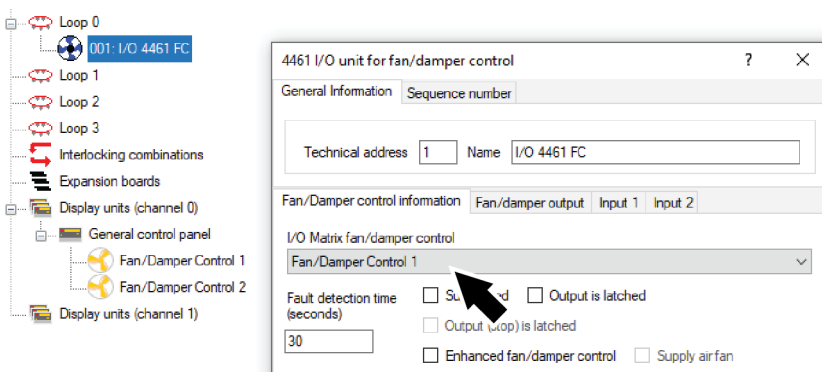 Loop 0
001: I/O 4461 FC
Loop 1
Loop 2
Loop 3
Interlocking combinations
Expansion boards
Display units (channel 0)
General control panel
Fan/Damper Control 1
Fan/Damper Control 2
Display units (channel 1)
4461 I/O unit for fan/damper control ?
General Information Sequence number
Technical address 1 Name I/O 4461 FC
Fan/Damper control information Fan/damper output Input 1 Input 2
I/O Matrix fan/damper control
Fan/Damper Control 1
Fault detection time
(seconds)
30
Output is latched
Output (stop) is latched
Enhanced fan/damper control Supply air fan